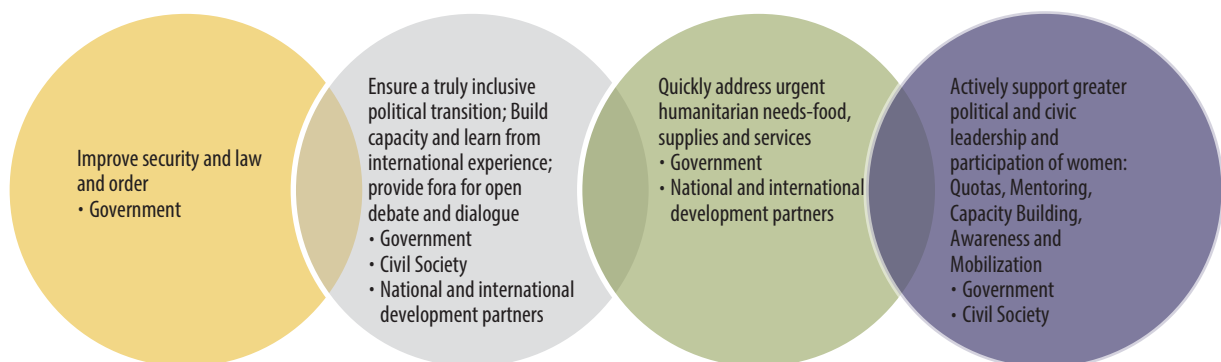 Improve security and law
and order
• Government
Ensure a truly inclusive
political transition; Build
capacity and learn from
international experience;
provide fora for open
debate and dialogue
• Government
• Civil Society
• National and international
development partners
Quickly address urgent
humanitarian needs-food,
supplies and services
• Government
• National and international
development partners
Actively support greater
political and civic
leadership and
participation of women:
Quotas, Mentoring,
Capacity Building,
Awareness and
Mobilization
• Government
• Civil Society